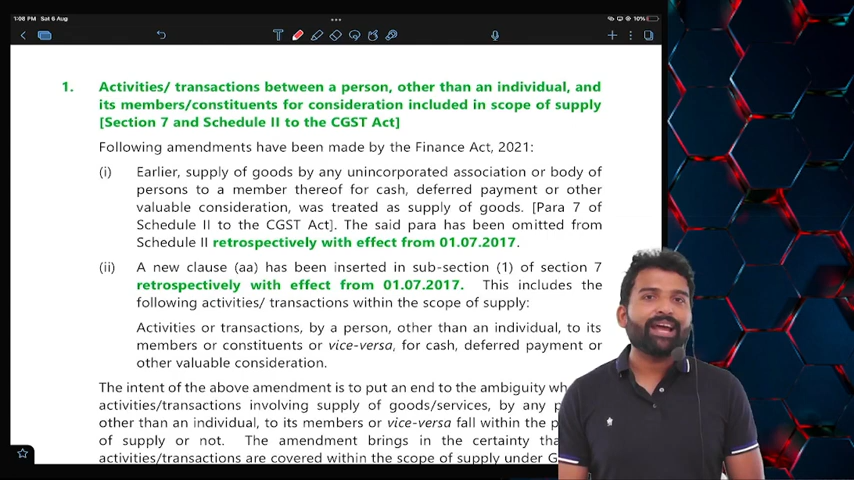 1:08 PM Sat 6 Aug
10%
1. Activities/ transactions between a person, other than an individual, and
its members/constituents for consideration included in scope of supply
[Section 7 and Schedule II to the CGST Act]
Following amendments have been made by the Finance Act, 2021:
(i) Earlier, supply of goods by any unincorporated association or body of
persons to a member thereof for cash, deferred payment or other
valuable consideration, was treated as supply of goods. [Para 7 of
Schedule II to the CGST Act]. The said para has been omitted from
Schedule II retrospectively with effect from 01.07.2017.
(ii) A new clause (aa) has been inserted in sub-section (1) of section 7
retrospectively with effect from 01.07.2017. This includes the
following activities/ transactions within the scope of supply:
Activities or transactions, by a person, other than an individual, to its
members or constituents or vice-versa, for cash, deferred payment or
other valuable consideration.
The intent of the above amendment is to put an end to the ambiguity
activities/transactions involving supply of goods/services, by any
other than an individual, to its members or vice-versa fall within the
of supply or not. The amendment brings in the certainty
activities/transactions are covered within the scope of supply under